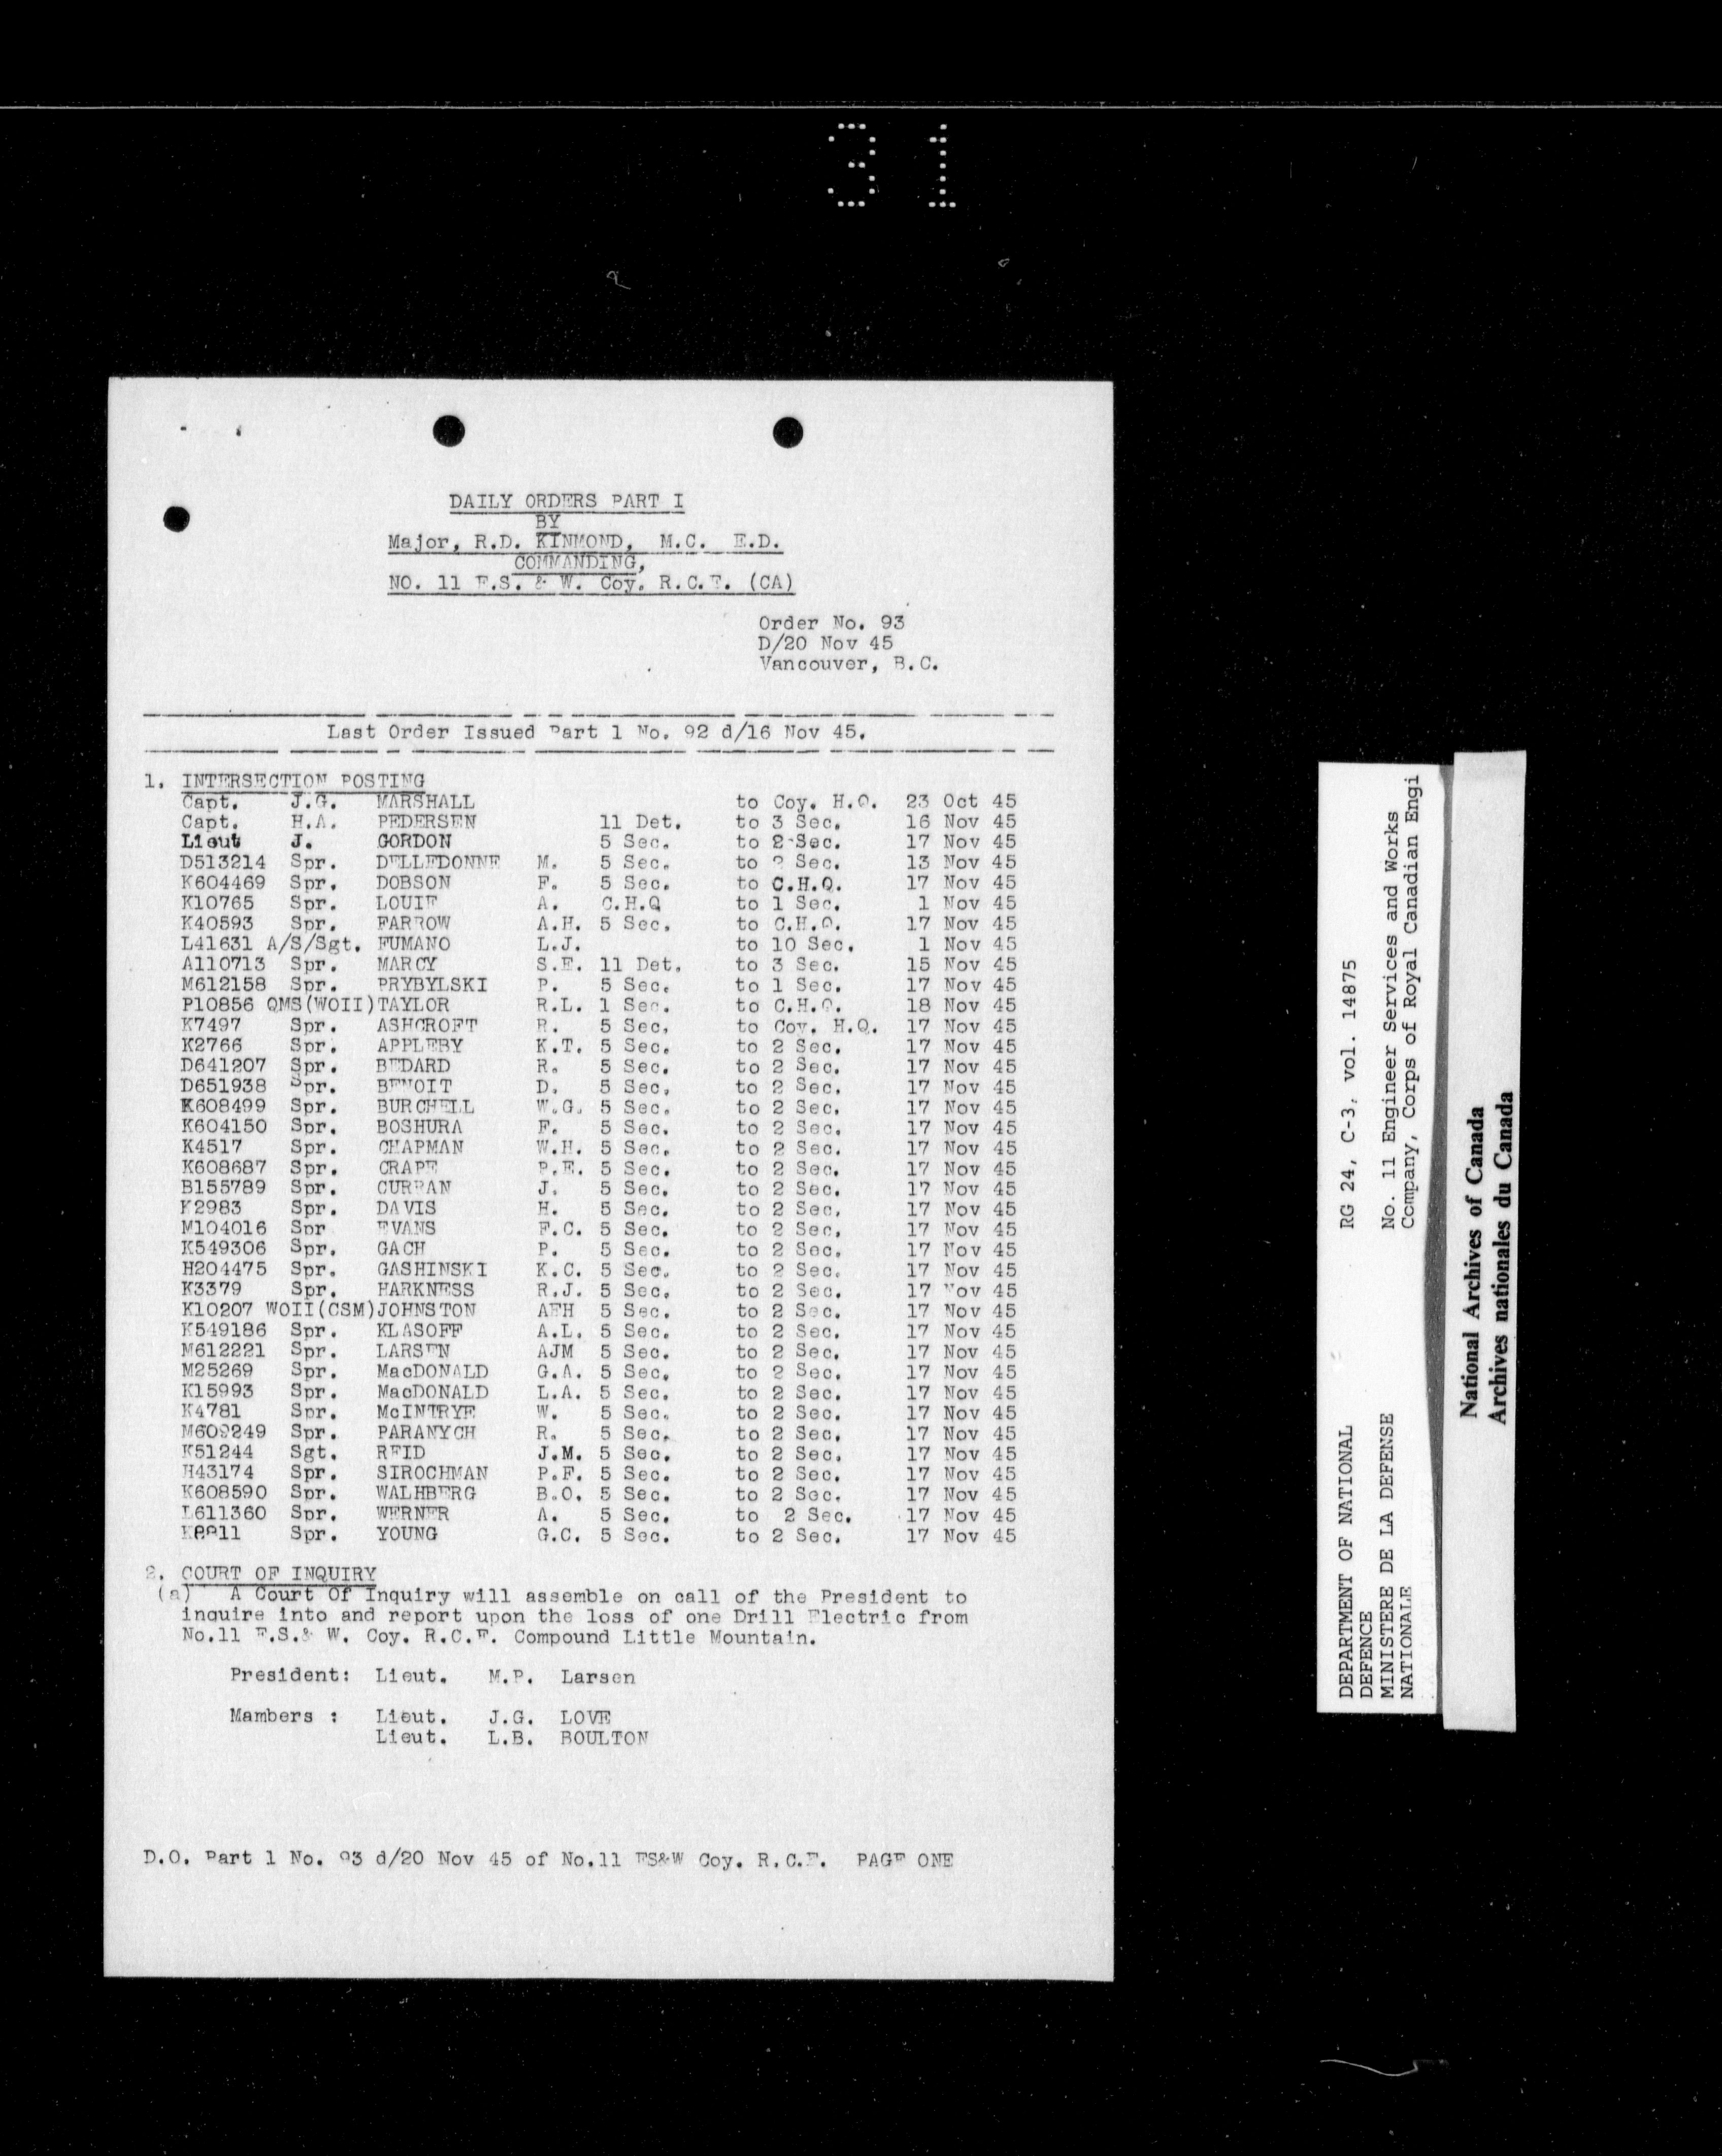 31
DAILY ORDERS PART I
BY
Major, R.D. KINMOND, M.C. E.D.
COMMANDING,
NO. 11 E.S. & W. Coy. R.C.E. (CA)
Order No. 93
D/20 Nov 45
Vancouver, B.C.
Last Order Issued Part 1 No. 92 d/16 Nov 45.
1. INTERSECTION POSTING
Capt. J.G. MARSHALL to Coy. H.Q. 23 Oct 45
Capt. H.A. PEDERSEN 11 Det. to 3 Sec. 16 Nov 45
Lieut J. GORDON 5 Sec. to 2 Sec. 17 Nov 45
D513214 Spr. DELLEDONNE M. 5 Sec. to 2 Sec. 13 Nov 45
K604469 Spr. DOBSON F. 5 Sec. to C.H.Q. 17 Nov 45
K10765 Spr. LOUIE A. C.H.Q to 1 Sec. 1 Nov 45
K40593 Spr. FARROW A.H. 5 Sec. to C.H.Q. 17 Nov 45
L41631 A/S/Sgt. FUMANO L.J. to 10 Sec. 1 Nov 45
A110713 Spr. MARCY S.E. 11 Det. to 3 Sec. 15 Nov 45
M612158 Spr. PRYBYLSKI P. 5 Sec. to 1 Sec. 17 Nov 45
P10856 QMS(WOII)TAYLOR R.L. 1 Sec. to C.H.Q. 18 Nov 45
K7497 Spr. ASHCROFT R. 5 Sec. to Coy. H.Q. 17 Nov 45
K2766 Spr. APPLEBY K.T. 5 Sec. to 2 Sec. 17 Nov 45
D641207 Spr. BEDARD R. 5 Sec. to 2 Sec. 17 Nov 45
D651938 Spr. BENOIT D. 5 Sec. to 2 Sec. 17 Nov 45
K608499 Spr. BURCHELL W.G. 5 Sec. to 2 Sec. 17 Nov 45
K604150 Spr. BOSHURA F. 5 Sec. to 2 Sec. 17 Nov 45
K4517 Spr. CHAPMAN W.H. 5 Sec. to 2 Sec. 17 Nov 45
K608687 Spr. CRAPE P.E. 5 Sec. to 2 Sec. 17 Nov 45
B155789 Spr. CURRAN J. 5 Sec. to 2 Sec. 17 Nov 45
K2983 Spr. DAVIS H. 5 Sec. to 2 Sec. 17 Nov 45
M104016 Spr EVANS F.C. 5 Sec. to 2 Sec. 17 Nov 45
K549306 Spr. GACH P. 5 Sec. to 2 Sec. 17 Nov 45
H204475 Spr. GASHINSKI K.C. 5 Sec. to 2 Sec. 17 Nov 45
K3379 Spr. HARKNESS R.J. 5 Sec. to 2 Sec. 17 Nov 45
K10207 WOII(CSM)JOHNSTON AEH 5 Sec. to 2 Sec. 17 Nov 45
K549186 Spr. KLASOFF A.L. 5 Sec. to 2 Sec. 17 Nov 45
M612221 Spr. LARSEN AJM 5 Sec. to 2 Sec. 17 Nov 45
M25269 Spr. MacDONALD G.A. 5 Sec. to 2 Sec. 17 Nov 45
K15993 Spr. MacDONALD L.A. 5 Sec. to 2 Sec. 17 Nov 45
K4781 Spr. McINTRYE W. 5 Sec. to 2 Sec. 17 Nov 45
M609249 Spr. PARANYCH R. 5 Sec. to 2 Sec. 17 Nov 45
K51244 Sgt. REID J.M. 5 Sec. to 2 Sec. 17 Nov 45
H43174 Spr. SIROCHMAN P.F. 5 Sec. to 2 Sec. 17 Nov 45
K608590 Spr. WALHBERG B.O. 5 Sec. to 2 Sec. 17 Nov 45
L611360 Spr. WERNER A. 5 Sec. to 2 Sec. 17 Nov 45
Spr. YOUNG G.C. 5 Sec. to 2 Sec. 17 Nov 45
2. COURT OF INQUIRY
(a) A Court Of Inquiry will assemble on call of the President to
inquire into and report upon the loss of one Drill Electric from
No.11 E.S.& W. Coy. R.C.E. Compound Little Mountain.
President: Lieut. M.P. Larsen
Mambers : Lieut. J.G. LOVE
Lieut. L.B. BOULTON
D.O. Part 1 No. 93 d/20 Nov 45 of No.11 ES&W Coy. R.C.E. PAGE ONE
DEPARTMENT OF NATIONAL
DEFENCE
MINISTERE DE LA DEFENSE
NATIONALE
RG 24, C-3, vol. 14875
No. 11 Engineer Services and Works
Company, Corps of Royal Canadian Engi
National Archives of Canada
Archives nationales du Canada